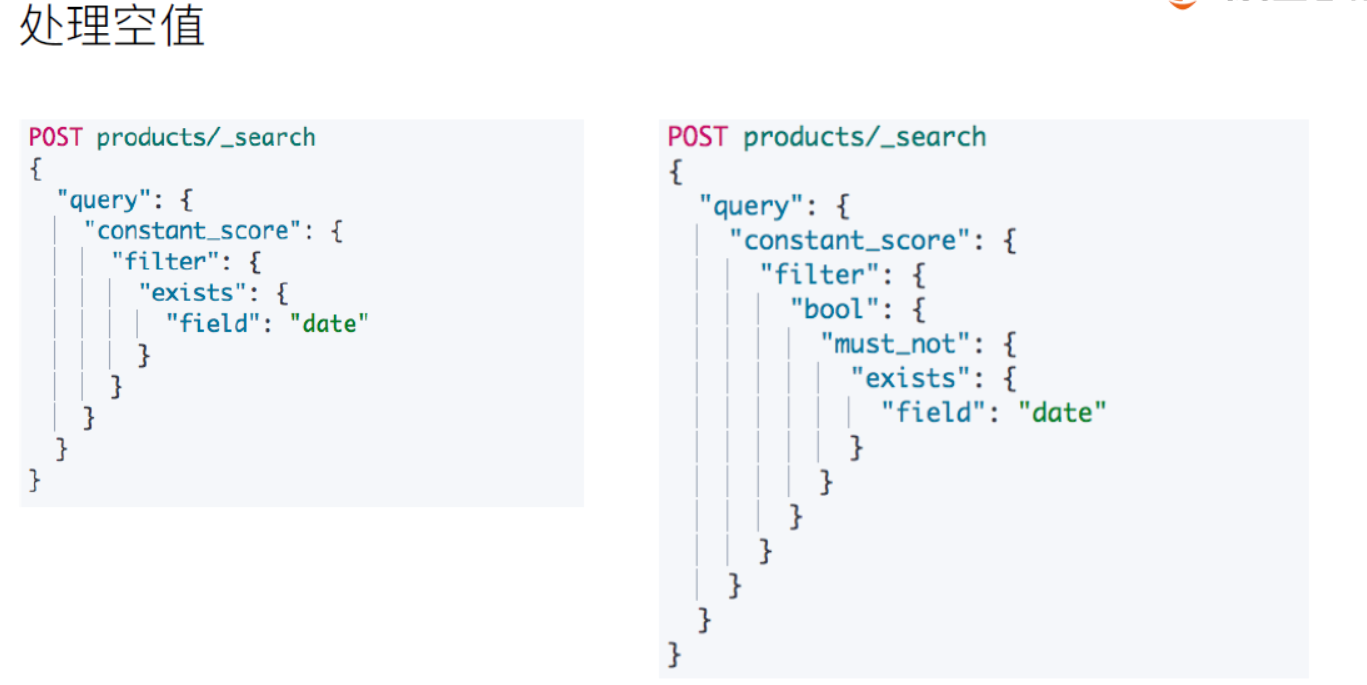 处理空值
POST products/_search
{
  "query": {
    "constant_score": {
      "filter": {
        "exists": {
          "field": "date"
        }
      }
    }
  }
}
POST products/_search
{
  "query": {
    "constant_score": {
      "filter": {
        "bool": {
          "must_not": {
            "exists": {
              "field": "date"
            }
          }
        }
      }
    }
  }
}